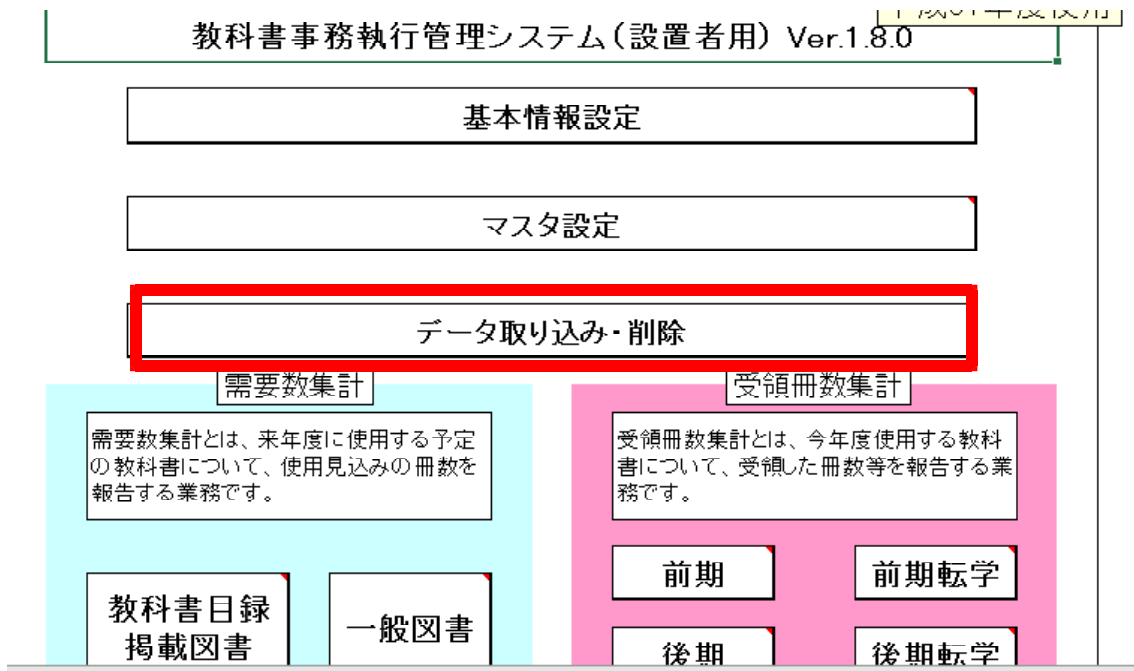 教科書事務執行管理システム（設置者用） Ver.1.8.0
基本情報設定
マスタ設定
データ取り込み・削除
需要数集計
需要数集計とは、来年度に使用する予定
の教科書について、使用見込みの冊数を
報告する業務です。
教科書目録
掲載図書
一般図書
受領冊数集計
受領冊数集計とは、今年度使用する教科
書について、受領した冊数等を報告する業
務です。
前期
前期転学
後期
後期転学